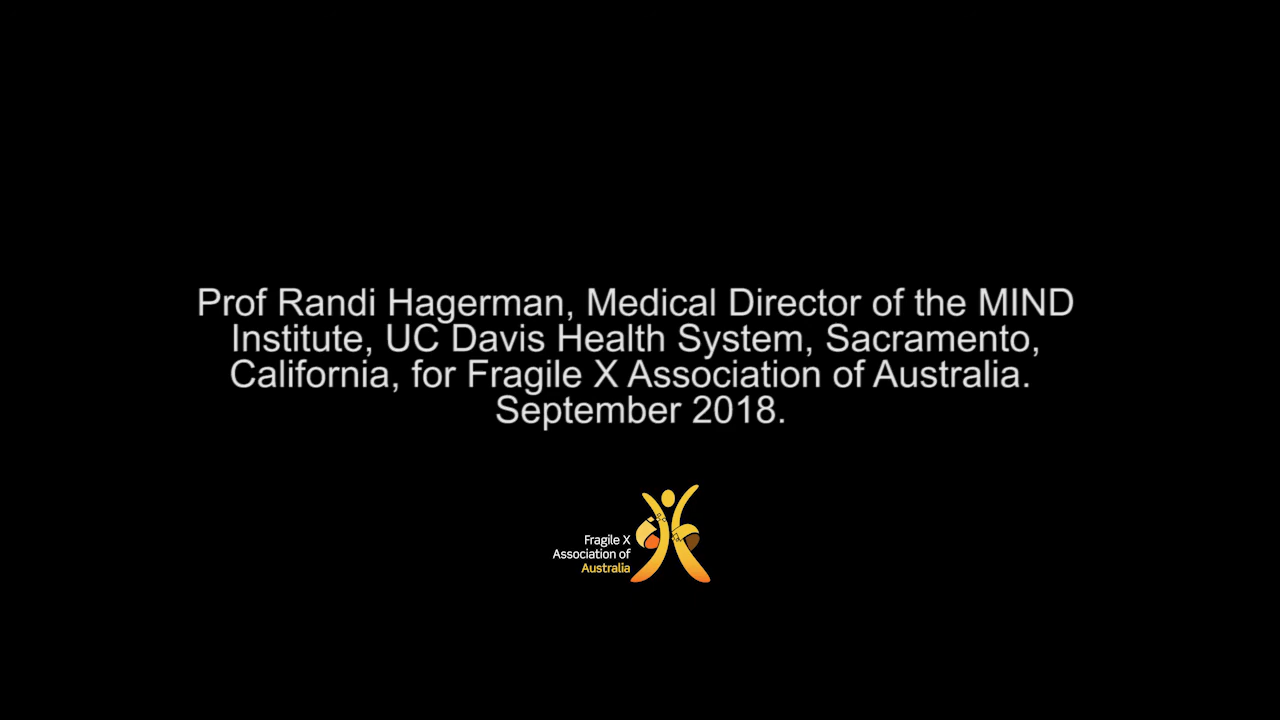 Prof Randi Hagerman, Medical Director of the MIND
Institute, UC Davis Health System, Sacramento,
California, for Fragile X Association of Australia.
September 2018.
Fragile X
Association of
Australia